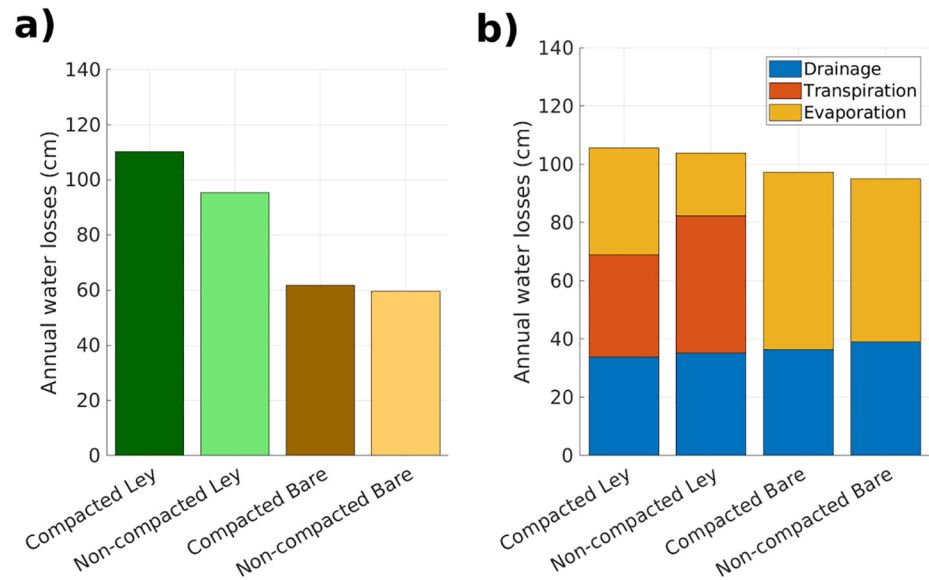 a)
Annual water losses (cm)
140
120
100
80
60
40
20
0
Compacted Ley
Non-compacted Ley
Compacted Bare
Non-compacted Bare
b)
Annual water losses (cm)
140
120
100
80
60
40
20
0
Drainage
Transpiration
Evaporation
Compacted Ley
Non-compacted Ley
Compacted Bare
Non-compacted Bare